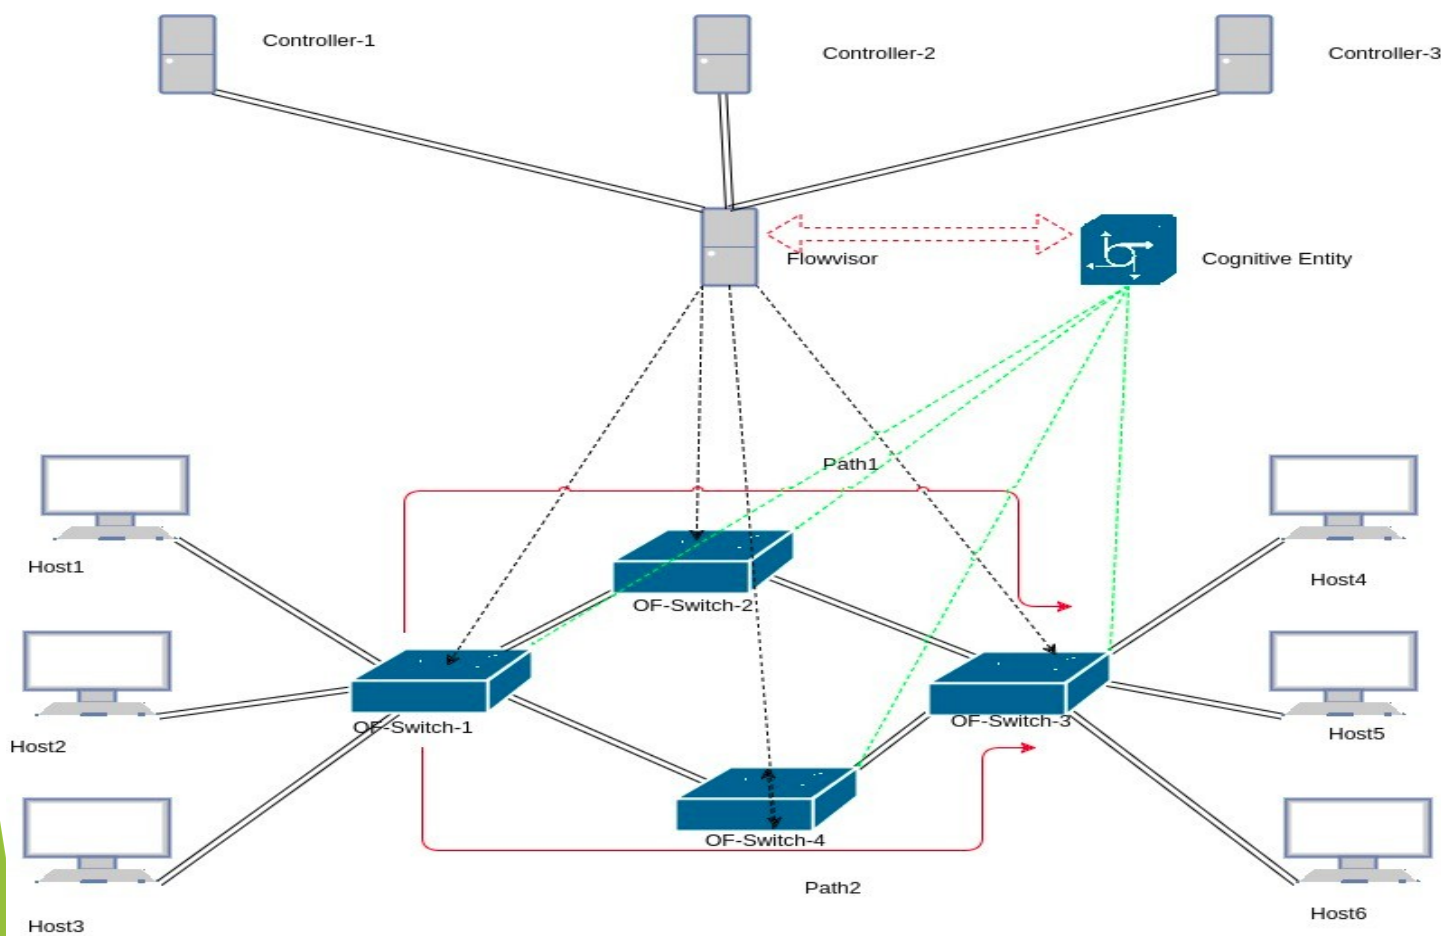 Controller-1
Controller-2
Controller-3
Flowvisor
Cognitive Entity
Path1
Host1
Host4
OF-Switch-2
Host2
OF-Switch-1
OF-Switch-3
Host5
OF-Switch-4
Path2
Host3
Host6